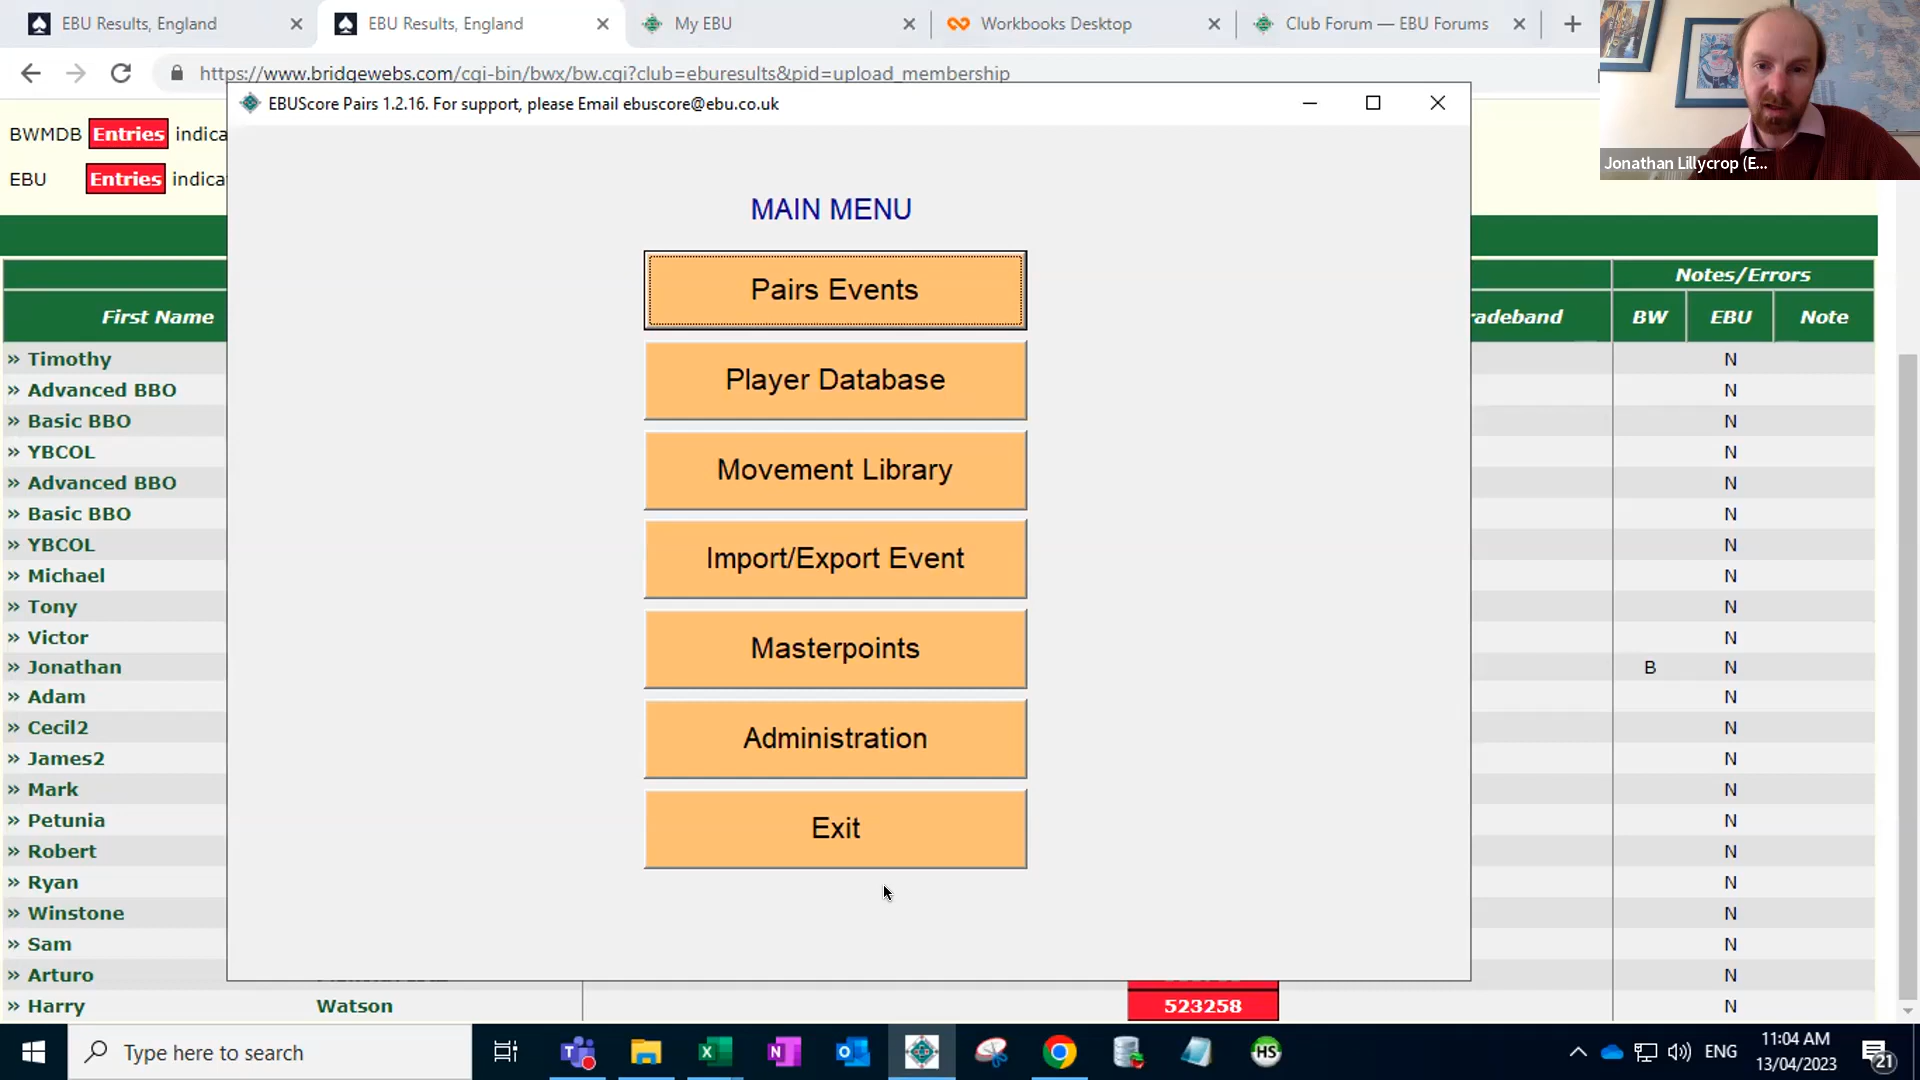 EBU Results, England
EBU Results, England
My EBU
Workbooks Desktop
Club Forum — EBU Forums
https://www.bridgewebs.com/cgi-bin/bwx/bw.cgi?club=eburesults&pid=upload_membership
Jonathan Lillycrop (E...
BWMDB Entries indica
EBU Entries indica
EBUScore Pairs 1.2.16. For support, please Email ebuscore@ebu.co.uk
MAIN MENU
Pairs Events
Player Database
Movement Library
Import/Export Event
Masterpoints
Administration
Exit
Notes/Errors
First Name radeband BW EBU Note
» Timothy N
» Advanced BBO N
» Basic BBO N
» YBCOL N
» Advanced BBO N
» Basic BBO N
» YBCOL N
» Michael N
» Tony N
» Victor N
» Jonathan B N
» Adam N
» Cecil2 N
» James2 N
» Mark N
» Petunia N
» Robert N
» Ryan N
» Winstone N
» Sam N
» Arturo N
» Harry Watson 523258 N
Type here to search
HS
ENG
11:04 AM
13/04/2023
21